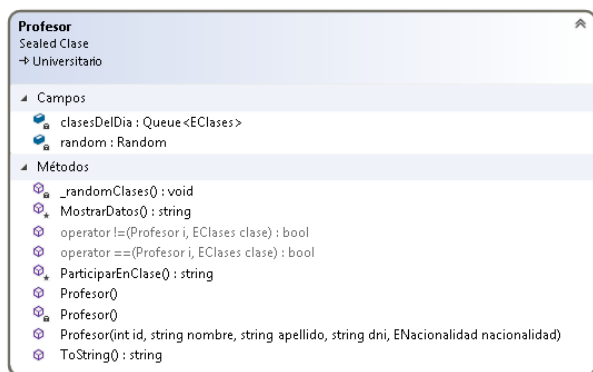 Profesor
Sealed Clase
Universitario
Campos
clasesDelDia : Queue<EClases>
random : Random
Métodos
_randomClases() : void
MostrarDatos() : string
operator !=(Profesor i, EClases clase) : bool
operator ==(Profesor i, EClases clase) : bool
ParticiparEnClase() : string
Profesor()
Profesor()
Profesor(int id, string nombre, string apellido, string dni, ENacionalidad nacionalidad)
ToString() : string